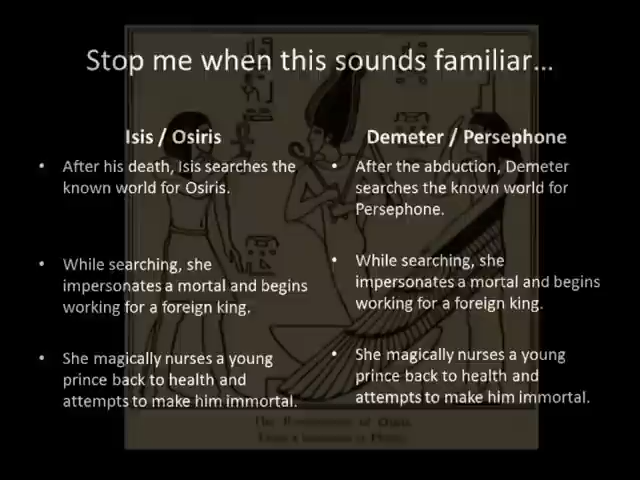 Stop me when this sounds familiar...
Isis / Osiris
• After his death, Isis searches the
known world for Osiris.
• While searching, she
impersonates a mortal and begins
working for a foreign king.
• She magically nurses a young
prince back to health and
attempts to make him immortal.
Demeter / Persephone
• After the abduction, Demeter
searches the known world for
Persephone.
• While searching, she
impersonates a mortal and begins
working for a foreign king.
• She magically nurses a young
prince back to health and
attempts to make him immortal.